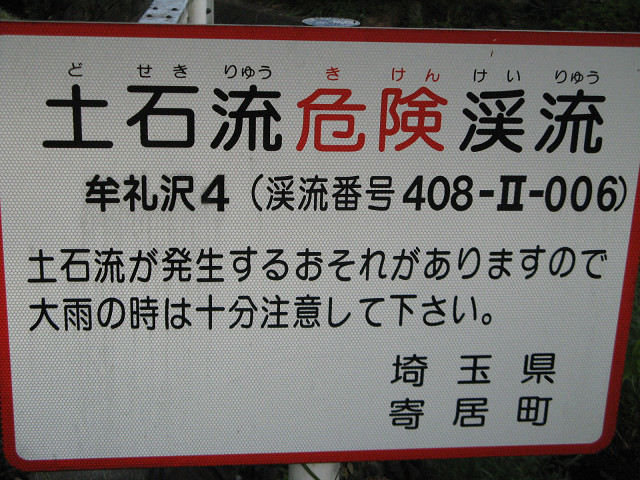 どせきりゅうきけんけいりゅう
土石流危険渓流
牟礼沢4（渓流番号408-Ⅱ-006）
土石流が発生するおそれがありますので
大雨の時は十分注意して下さい。
埼玉県
寄居町